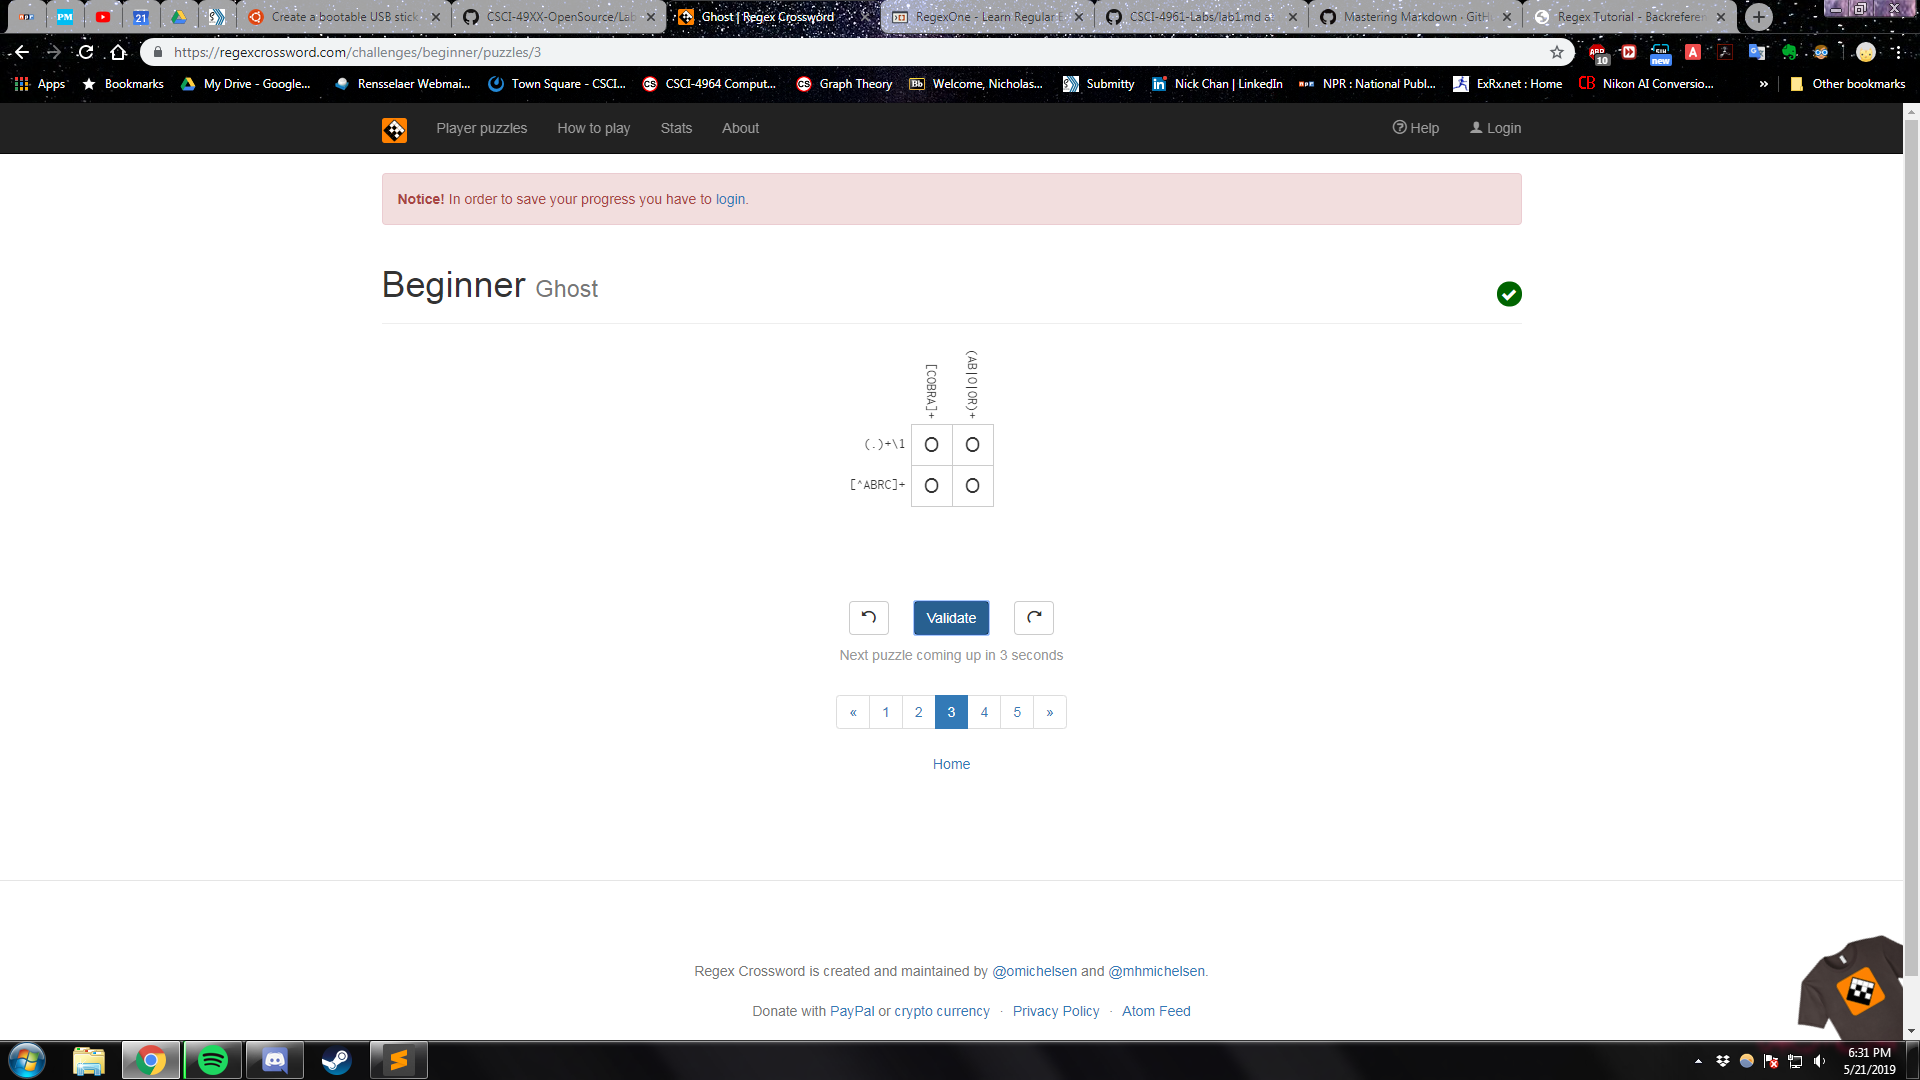 Create a bootable USB stick
CSCI-49XX-OpenSource/Lab
Ghost | Regex Crossword
RegexOne - Learn Regular E
CSCI-4961-Labs/lab1.md at
Mastering Markdown · GitH
Regex Tutorial - Backreferen
https://regexcrossword.com/challenges/beginner/puzzles/3
Apps Bookmarks My Drive - Google... Rensselaer Webmai... Town Square - CSCI... CSCI-4964 Comput... Graph Theory Welcome, Nicholas... Submitty Nick Chan | LinkedIn NPR : National Publ... ExRx.net : Home Nikon AI Conversio... » Other bookmarks
Player puzzles How to play Stats About Help Login
Notice! In order to save your progress you have to login.
Beginner Ghost
[COBRA]+
(AB|O|OR)+
(.)+\1 O O
[^ABRC]+ O O
Validate
Next puzzle coming up in 3 seconds
« 1 2 3 4 5 »
Home
Regex Crossword is created and maintained by @omichelsen and @mhmichelsen.
Donate with PayPal or crypto currency · Privacy Policy · Atom Feed
6:31 PM
5/21/2019